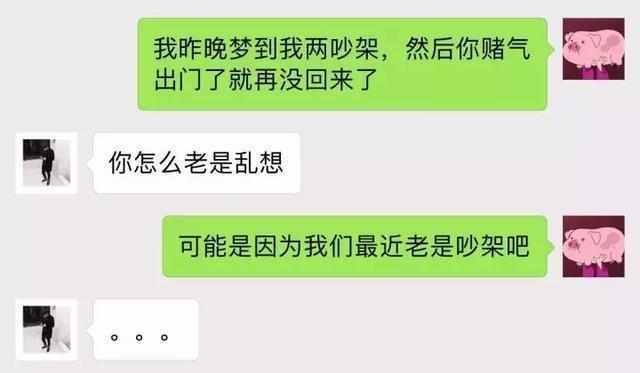 我昨晚梦到我两吵架，然后你赌气
出门了就再没回来了
你怎么老是乱想
可能是因为我们最近老是吵架吧
。。。